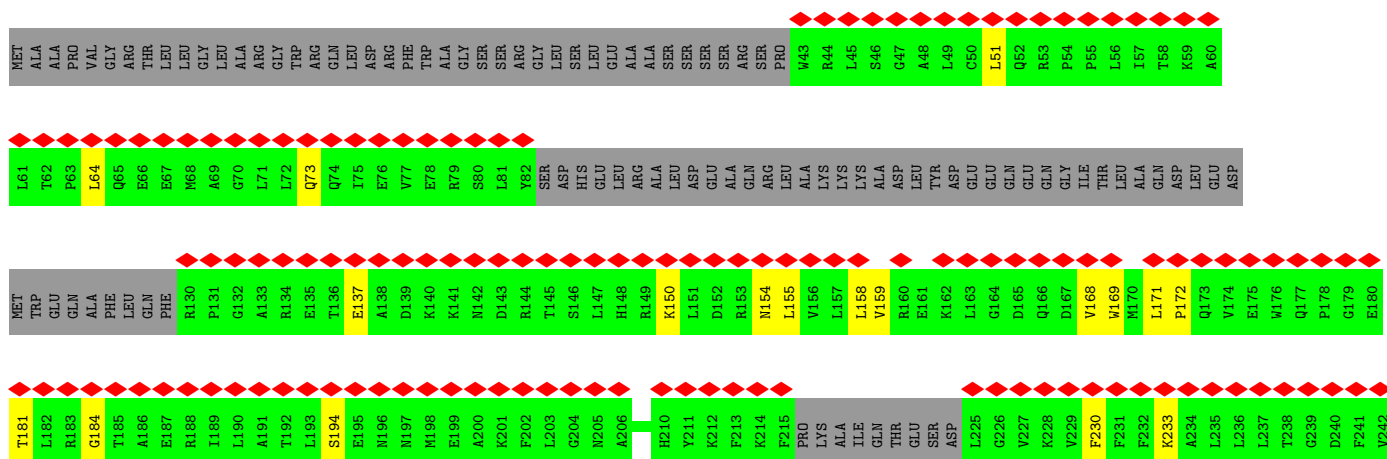 MET ALA ALA PRO VAL GLY ARG THR LEU LEU GLY LEU ALA ARG GLY TRP ARG GLN LEU ASP ARG PHE TRP ALA GLY SER SER ARG GLY LEU SER LEU GLU ALA ALA SER SER SER SER ARG SER PRO W43 R44 L45 S46 G47 A48 L49 C50 L51 Q52 R53 P54 P55 L56 I57 T58 K59 A60
L61 T62 P63 L64 Q65 E66 E67 M68 A69 G70 L71 L72 Q73 Q74 I75 E76 V77 E78 R79 S80 L81 Y82 SER ASP HIS GLU LEU ARG ALA LEU ASP GLU ALA GLN ARG LEU ALA LYS LYS LYS ALA ASP LEU TYR ASP GLU GLU GLN GLU GLN GLY ILE THR LEU ALA GLN ASP LEU GLU ASP
MET TRP GLU GLN ALA PHE LEU GLN PHE R130 P131 G132 A133 R134 E135 T136 E137 A138 D139 K140 K141 N142 D143 R144 T145 S146 L147 H148 R149 K150 L151 D152 R153 N154 L155 V156 L157 L158 V159 R160 E161 K162 L163 G164 D165 Q166 D167 V168 W169 M170 L171 P172 Q173 V174 E175 W176 Q177 P178 G179 E180
T181 L182 R183 G184 T185 A186 E187 R188 I189 L190 A191 T192 L193 S194 E195 N196 N197 M198 E199 A200 K201 F202 L203 G204 N205 A206 H210 Y211 K212 F213 K214 F215 PRO LYS ALA ILE GLN THR GLU SER ASP L225 G226 V227 K228 V229 F230 F231 F232 K233 A234 L235 L236 L237 T238 G239 D240 F241 V242